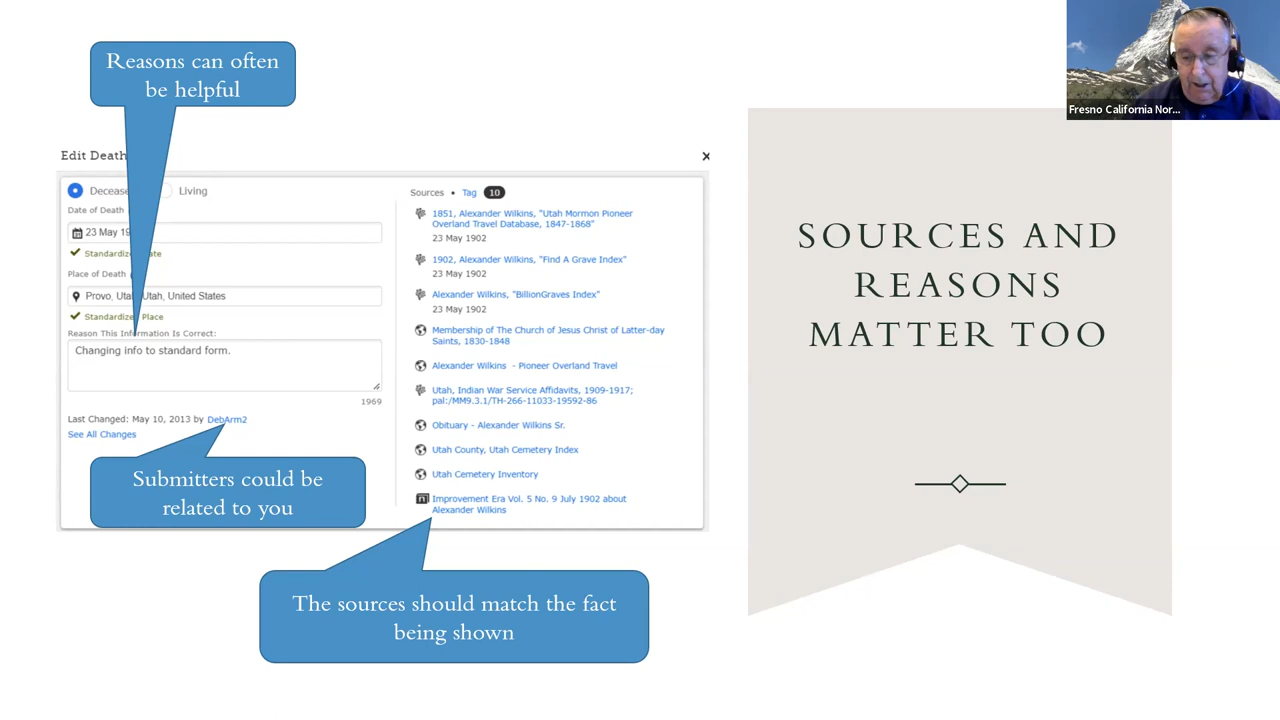 Reasons can often
be helpful
Fresno California Nor...
Edit Death
Living
Sources • Tag 10
Date of Death
1851, Alexander Wilkins, "Utah Mormon Pioneer
Overland Travel Database, 1847-1868"
23 May 1902
23 May
1902, Alexander Wilkins, "Find A Grave Index"
23 May 1902
Place of Death
Provo, Utah, United States
Alexander Wilkins, "BillionGraves Index"
23 May 1902
Place
Reason This Information Is Correct:
Changing info to standard form.
1969
Last Changed: May 10, 2013 by DebArm2
See All Changes
Membership of The Church of Jesus Christ of Latter-day
Saints, 1830-1848
Alexander Wilkins - Pioneer Overland Travel
Utah, Indian War Service Affidavits, 1909-1917;
pal:/MM9.3.1/TH-266-11033-19592-86
Obituary - Alexander Wilkins Sr.
Utah County, Utah Cemetery Index
Utah Cemetery Inventory
Improvement Era Vol. 5 No. 9 July 1902 about
Alexander Wilkins
Submitters could be
related to you
The sources should match the fact
being shown
SOURCES AND
REASONS
MATTER TOO